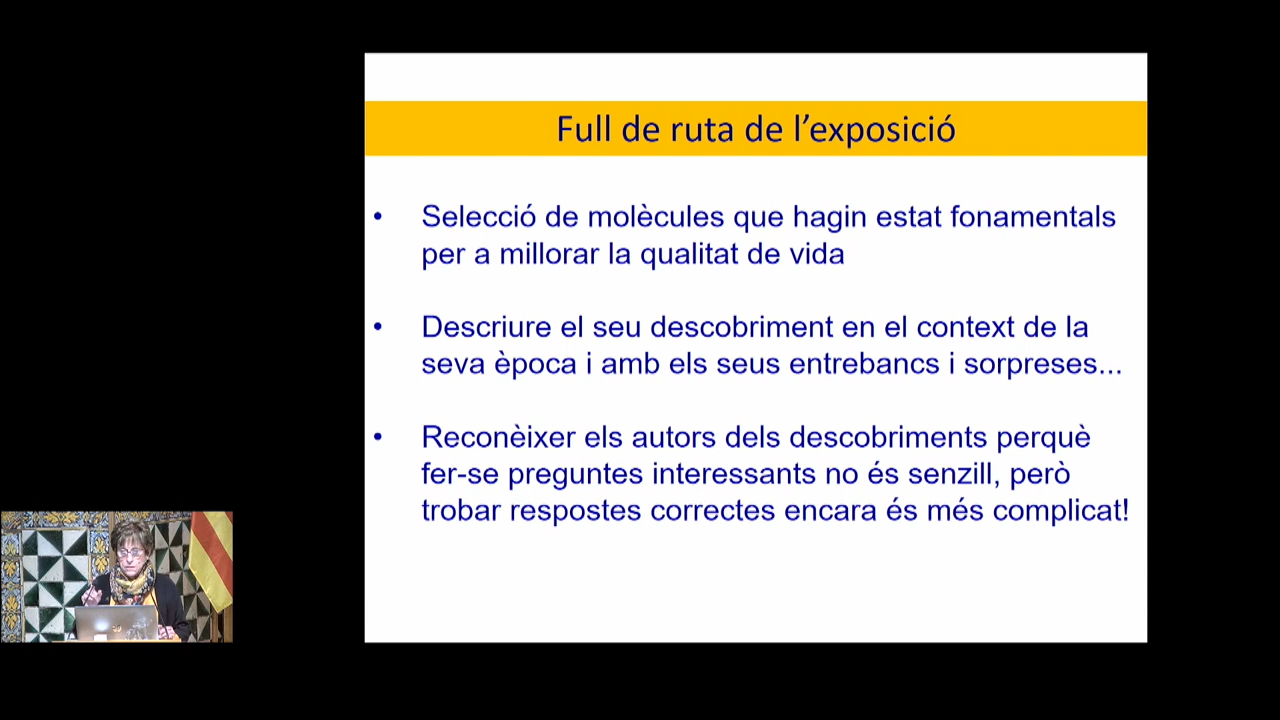 Full de ruta de l’exposició
• Selecció de molècules que hagin estat fonamentals
per a millorar la qualitat de vida
• Descriure el seu descobriment en el context de la
seva època i amb els seus entrebancs i sorpreses...
• Reconèixer els autors dels descobriments perquè
fer-se preguntes interessants no és senzill, però
trobar respostes correctes encara és més complicat!